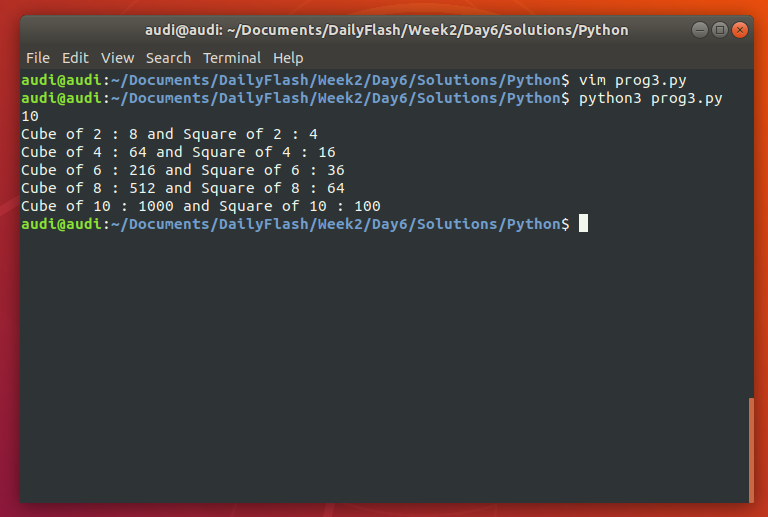 audi@audi: ~/Documents/DailyFlash/Week2/Day6/Solutions/Python
File Edit View Search Terminal Help
audi@audi:~/Documents/DailyFlash/Week2/Day6/Solutions/Python$ vim prog3.py
audi@audi:~/Documents/DailyFlash/Week2/Day6/Solutions/Python$ python3 prog3.py
10
Cube of 2 : 8 and Square of 2 : 4
Cube of 4 : 64 and Square of 4 : 16
Cube of 6 : 216 and Square of 6 : 36
Cube of 8 : 512 and Square of 8 : 64
Cube of 10 : 1000 and Square of 10 : 100
audi@audi:~/Documents/DailyFlash/Week2/Day6/Solutions/Python$